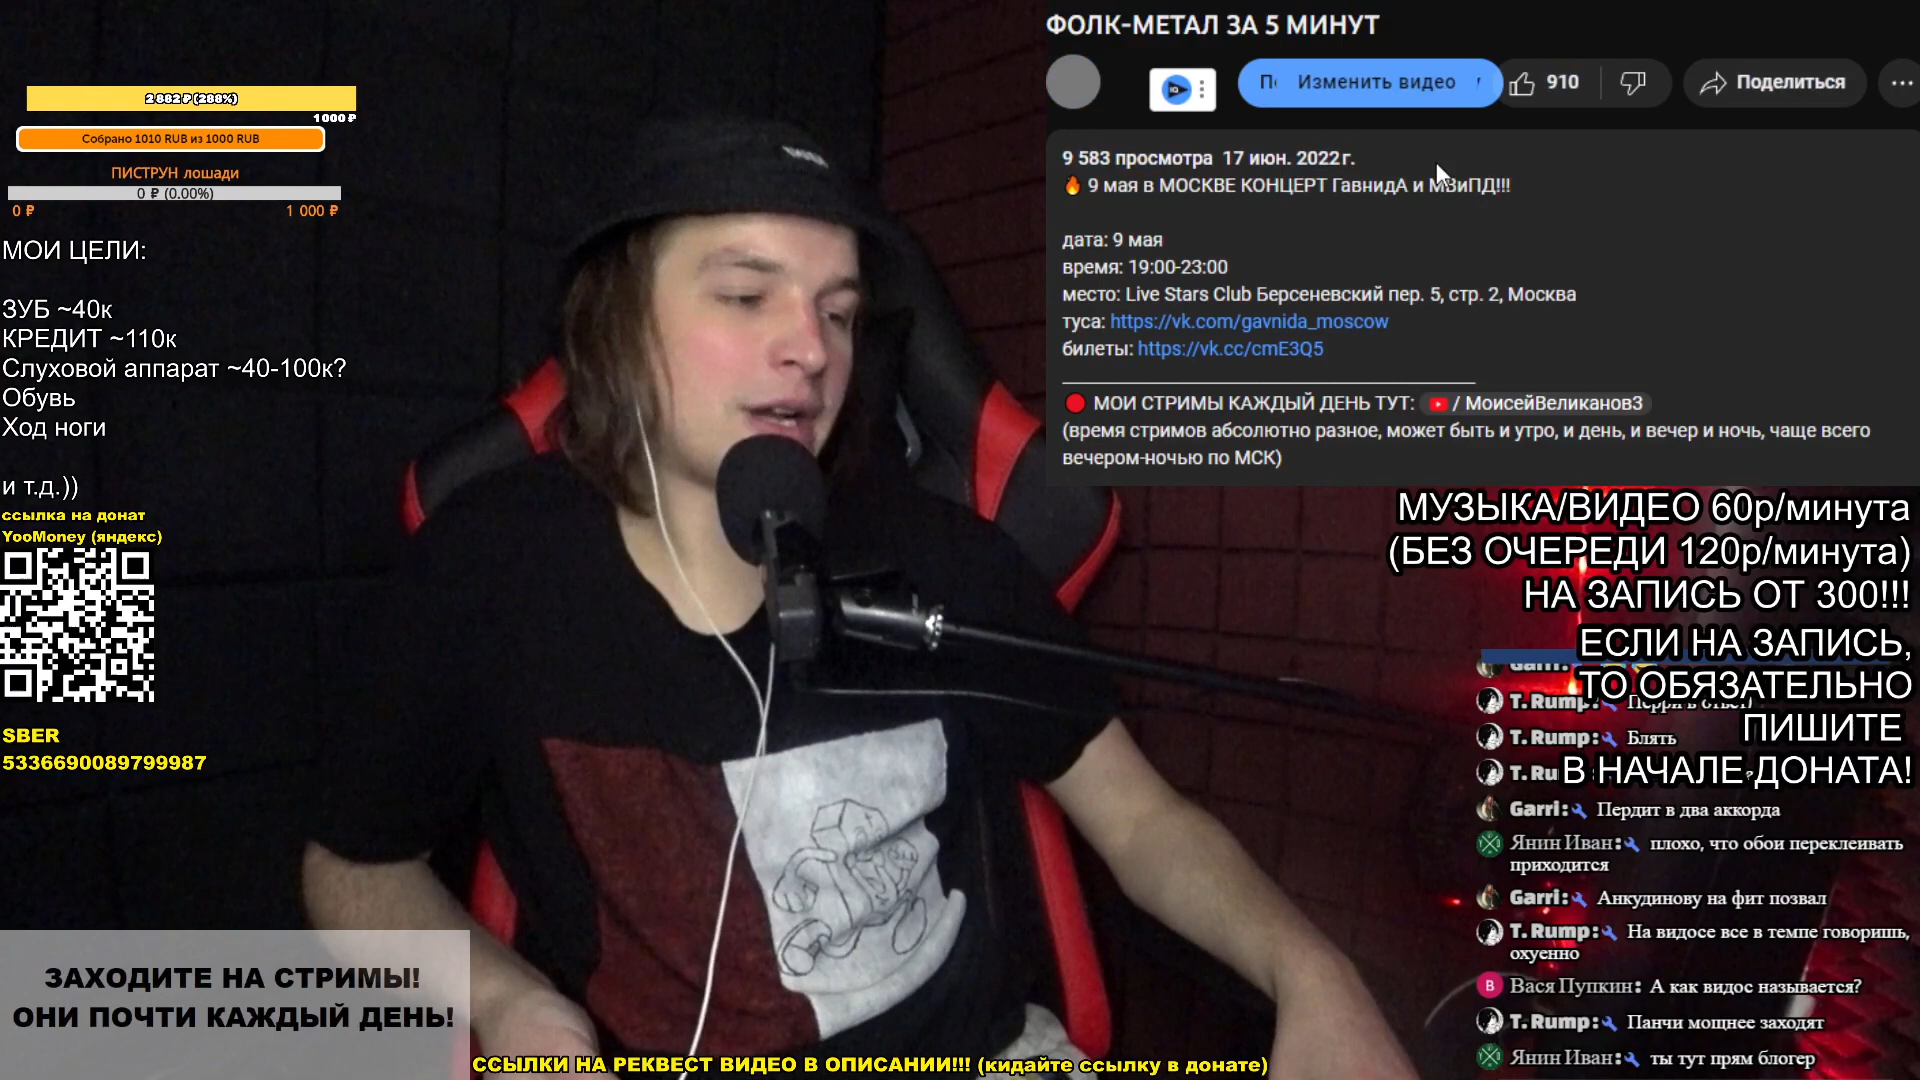 ФОЛК-МЕТАЛ ЗА 5 МИНУТ
Изменить видео
910
Поделиться
9 583 просмотра 17 июн. 2022 г.
🔥 9 мая в МОСКВЕ КОНЦЕРТ ГавнидА и МВиПД!!!
дата: 9 мая
время: 19:00-23:00
место: Live Stars Club Берсеневский пер. 5, стр. 2, Москва
туса: https://vk.com/gavnida_moscow
билеты: https://vk.cc/cmE3Q5
🔴 МОИ СТРИМЫ КАЖДЫЙ ДЕНЬ ТУТ: / МоисейВеликанов3
(время стримов абсолютно разное, может быть и утро, и день, и вечер и ночь, чаще всего
вечером-ночью по МСК)
2 882 ₽ (288%)
1 000 ₽
Собрано 1010 RUB из 1000 RUB
ПИСТРУН лошади
0 ₽ (0.00%)
0 ₽
1 000 ₽
МОИ ЦЕЛИ:
ЗУБ ~40к
КРЕДИТ ~110к
Слуховой аппарат ~40-100к?
Обувь
Ход ноги
и т.д.))
ссылка на донат
YooMoney (яндекс)
SBER
5336690089799987
ЗАХОДИТЕ НА СТРИМЫ!
ОНИ ПОЧТИ КАЖДЫЙ ДЕНЬ!
МУЗЫКА/ВИДЕО 60р/минута
(БЕЗ ОЧЕРЕДИ 120р/минута)
НА ЗАПИСЬ ОТ 300!!!
ЕСЛИ НА ЗАПИСЬ,
ТО ОБЯЗАТЕЛЬНО
ПИШИТЕ
В НАЧАЛЕ ДОНАТА!
Garri:
T.Rump:
T.Rump: Блять
T.Ru
Garri: Пердит в два аккорда
Янин Иван: плохо, что обои переклеивать
приходится
Garri: Анкудинову на фит позвал
T.Rump: На видосе все в темпе говоришь,
охуенно
Вася Пупкин: А как видос называется?
T.Rump: Панчи мощнее заходят
Янин Иван: ты тут прям блогер
ССЫЛКИ НА РЕКВЕСТ ВИДЕО В ОПИСАНИИ!!! (кидайте ссылку в донате)